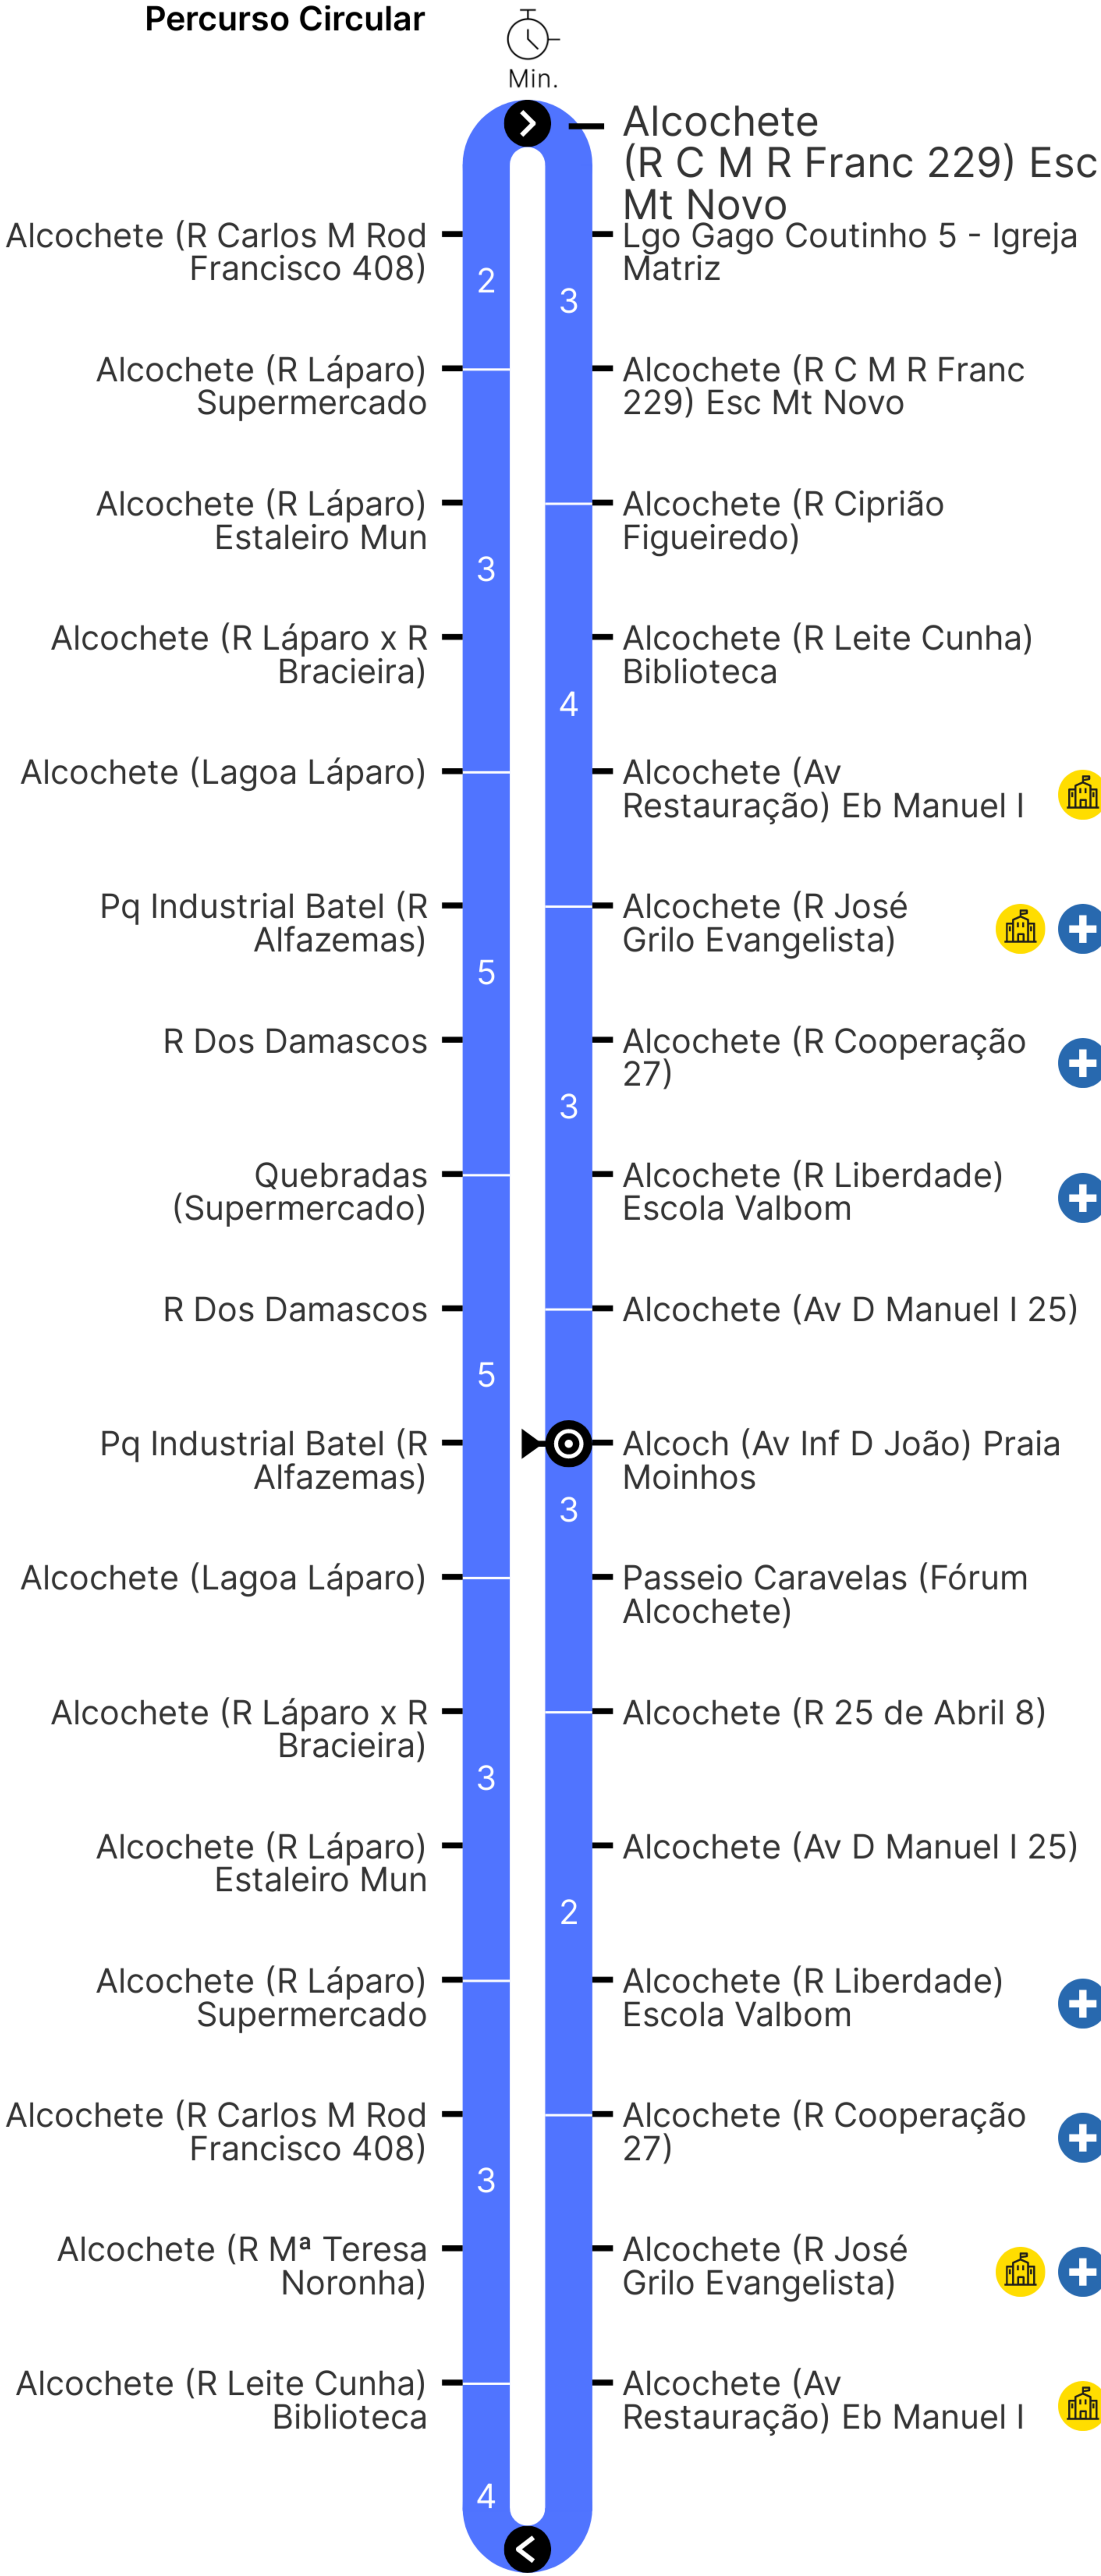 Percurso Circular
Min.
Alcochete
(R C M R Franc 229) Esc
Mt Novo
Alcochete (R Carlos M Rod
Francisco 408)
2
3
Lgo Gago Coutinho 5 - Igreja
Matriz
Alcochete (R Láparo)
Supermercado
Alcochete (R C M R Franc
229) Esc Mt Novo
Alcochete (R Láparo)
Estaleiro Mun
3
Alcochete (R Ciprião
Figueiredo)
Alcochete (R Láparo x R
Bracieira)
4
Alcochete (R Leite Cunha)
Biblioteca
Alcochete (Lagoa Láparo)
Alcochete (Av
Restauração) Eb Manuel I
Pq Industrial Batel (R
Alfazemas)
5
Alcochete (R José
Grilo Evangelista)
R Dos Damascos
3
Alcochete (R Cooperação
27)
Quebradas
(Supermercado)
Alcochete (R Liberdade)
Escola Valbom
R Dos Damascos
5
Alcochete (Av D Manuel I 25)
Pq Industrial Batel (R
Alfazemas)
3
Alcoch (Av Inf D João) Praia
Moinhos
Alcochete (Lagoa Láparo)
Passeio Caravelas (Fórum
Alcochete)
Alcochete (R Láparo x R
Bracieira)
3
Alcochete (R 25 de Abril 8)
Alcochete (R Láparo)
Estaleiro Mun
2
Alcochete (Av D Manuel I 25)
Alcochete (R Láparo)
Supermercado
Alcochete (R Liberdade)
Escola Valbom
Alcochete (R Carlos M Rod
Francisco 408)
3
Alcochete (R Cooperação
27)
Alcochete (R Mª Teresa
Noronha)
Alcochete (R José
Grilo Evangelista)
Alcochete (R Leite Cunha)
Biblioteca
4
Alcochete (Av
Restauração) Eb Manuel I